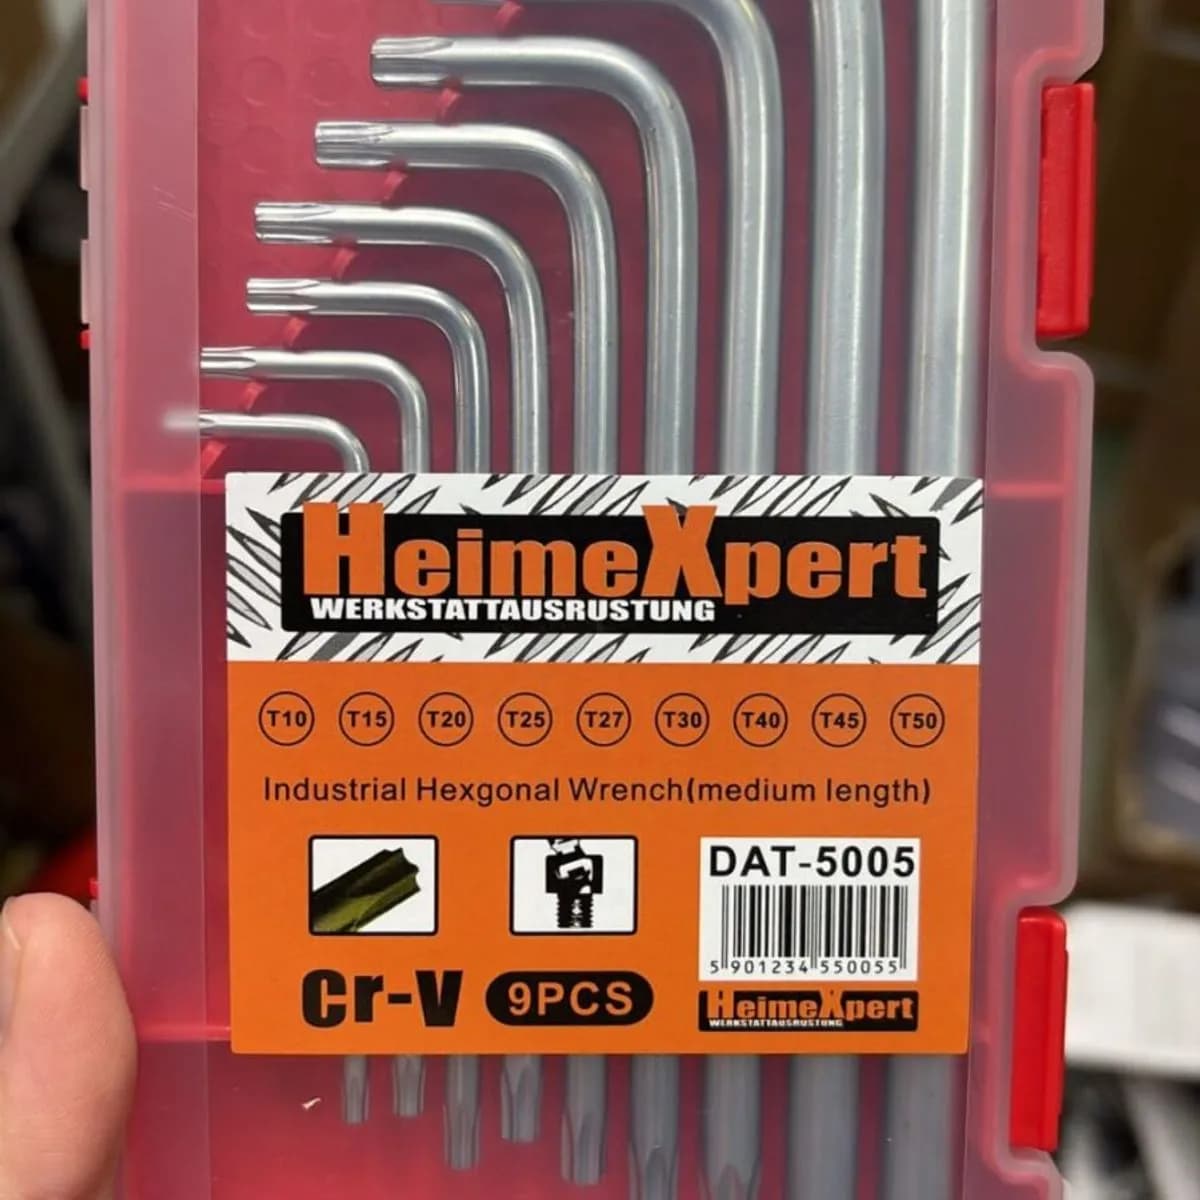 HeimeXpert
WERKSTATTAUSRUSTUNG
T10 T15 T20 T25 T27 T30 T40 T45 T50
Industrial Hexgonal Wrench(medium length)
DAT-5005
5 901234 550055
Cr-V 9PCS
HeimeXpert
WERKSTATTAUSRUSTUNG